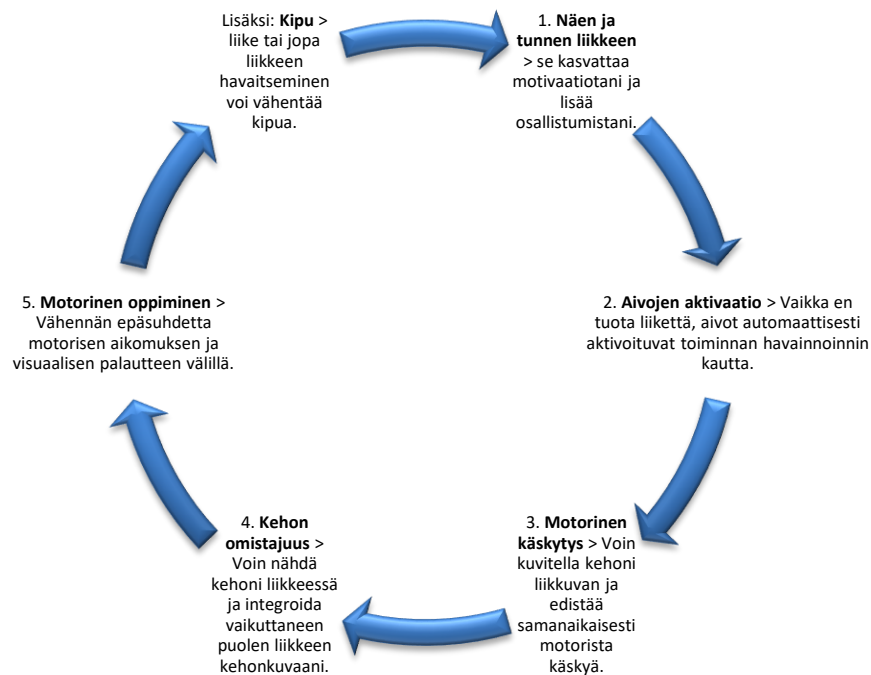 Lisäksi: Kipu >
liike tai jopa
liikkeen
havaitseminen
voi vähentää
kipua.
1. Näen ja
tunnen liikkeen
> se kasvattaa
motivaatiotani ja
lisää
osallistumistani.
2. Aivojen aktivaatio > Vaikka en
tuota liikettä, aivot automaattisesti
aktivoituvat toiminnan havainnoinnin
kautta.
3. Motorinen
käskytys > Voin
kuvitella kehoni
liikkuvan ja
edistää
samanaikaisesti
motorista
käskyä.
4. Kehon
omistajuus >
Voin nähdä
kehoni liikkeessä
ja integroida
vaikuttaneen
puolen liikkeen
kehonkuvaani.
5. Motorinen oppiminen >
Vähennän epäsuhdetta
motorisen aikomuksen ja
visuaalisen palautteen välillä.